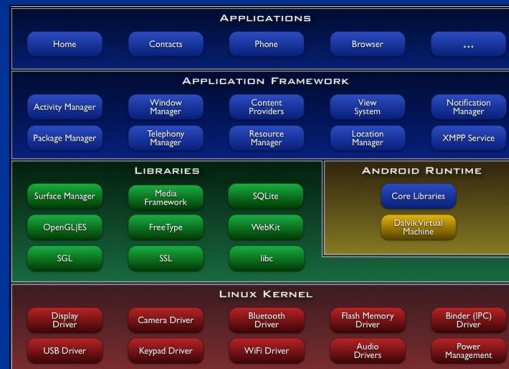 APPLICATIONS
Home
Contacts
Phone
Browser
...
APPLICATION FRAMEWORK
Activity Manager
Window
Manager
Content
Providers
View
System
Notification
Manager
Package Manager
Telephony
Manager
Resource
Manager
Location
Manager
XMPP Service
LIBRARIES
Surface Manager
Media
Framework
SQLite
OpenGL|ES
FreeType
WebKit
SGL
SSL
libc
ANDROID RUNTIME
Core Libraries
Dalvik Virtual
Machine
LINUX KERNEL
Display
Driver
Camera Driver
Bluetooth
Driver
Flash Memory
Driver
Binder (IPC)
Driver
USB Driver
Keypad Driver
WiFi Driver
Audio
Drivers
Power
Management